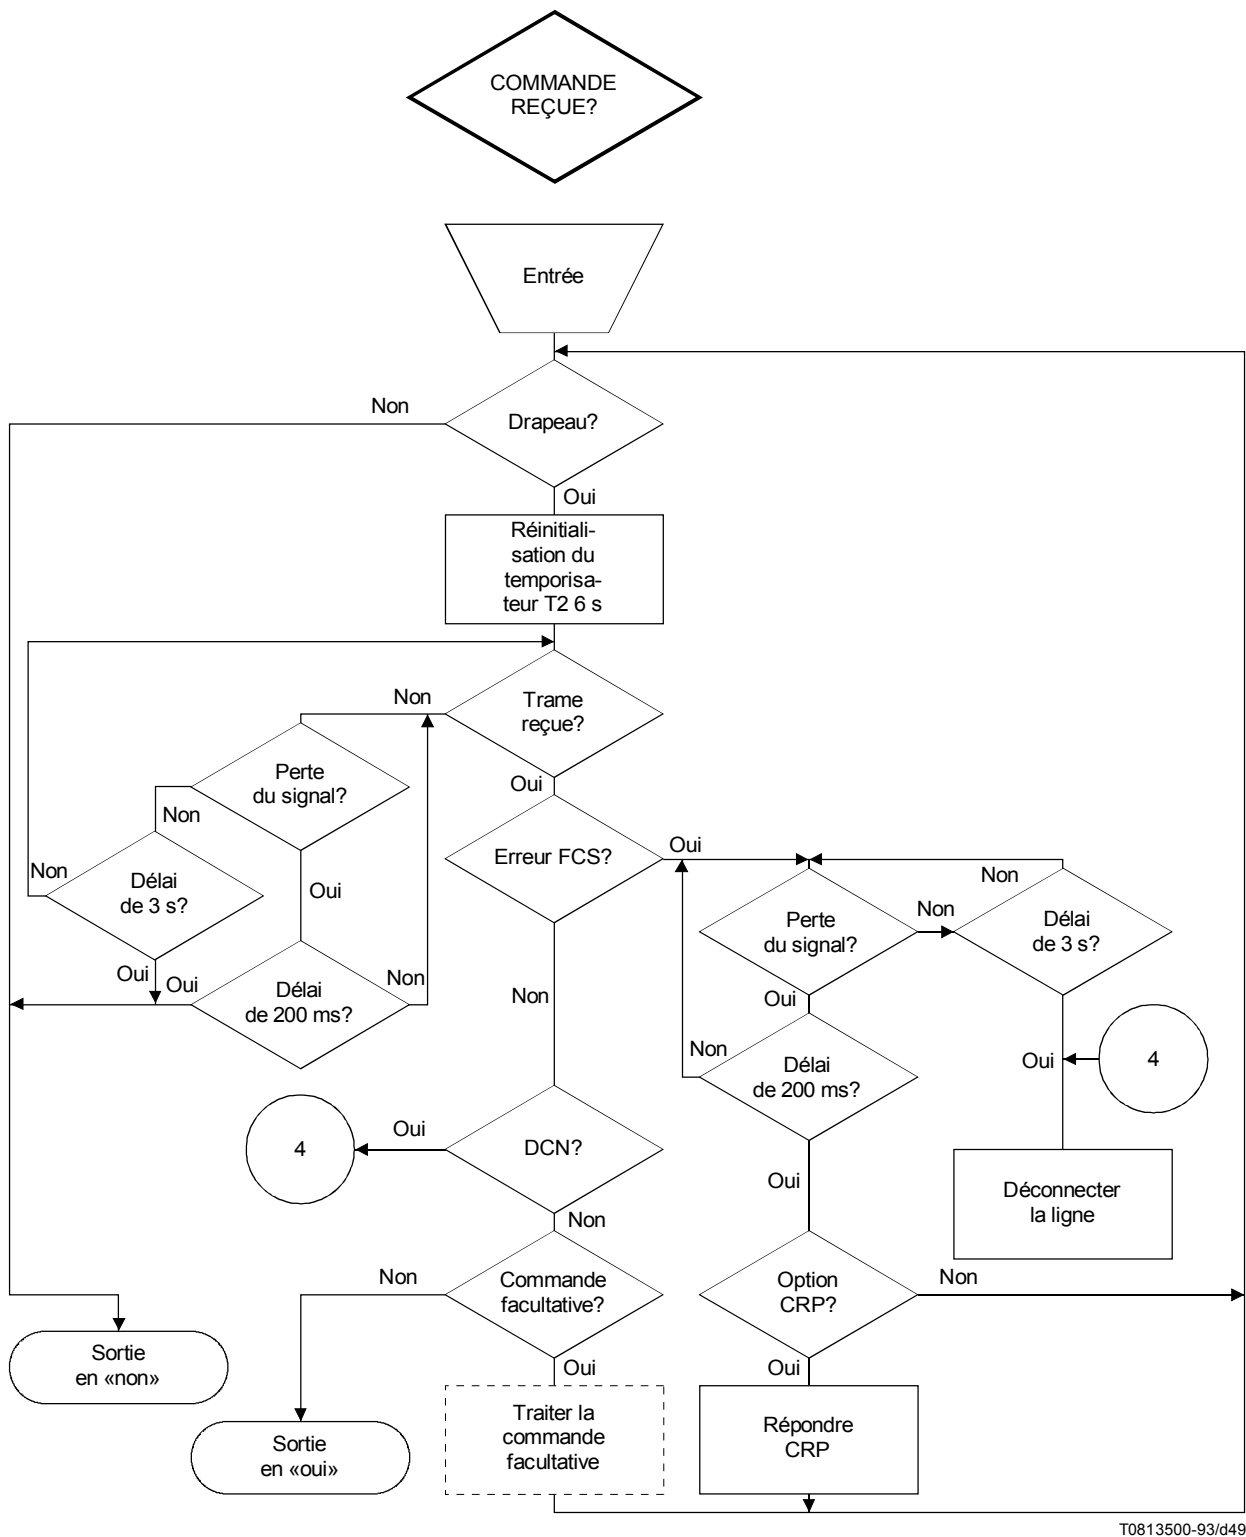 COMMANDE
REÇUE?
Entrée
Non
Drapeau?
Oui
Réinitiali-
sation du
temporisa-
teur T2 6 s
Non
Trame
reçue?
Oui
Perte
du signal?
Non
Oui
Non
Délai
de 3 s?
Oui
Oui
Délai
de 200 ms?
Non
Erreur FCS?
Oui
Non
Perte
du signal?
Non
Non
Délai
de 3 s?
Oui
Non
Délai
de 200 ms?
Oui
4
Oui
4
Oui
DCN?
Non
Déconnecter
la ligne
Non
Commande
facultative?
Oui
Option
CRP?
Non
Oui
Sortie
en «non»
Sortie
en «oui»
Traiter la
commande
facultative
Répondre
CRP
T0813500-93/d49